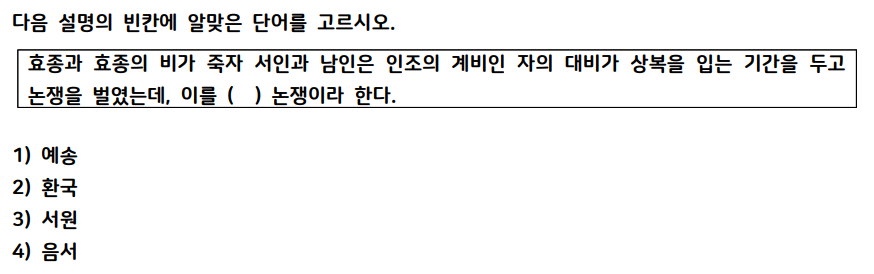 다음 설명의 빈칸에 알맞은 단어를 고르시오.
효종과 효종의 비가 죽자 서인과 남인은 인조의 계비인 자의 대비가 상복을 입는 기간을 두고
논쟁을 벌였는데, 이를 (   ) 논쟁이라 한다.
1) 예송
2) 환국
3) 서원
4) 음서